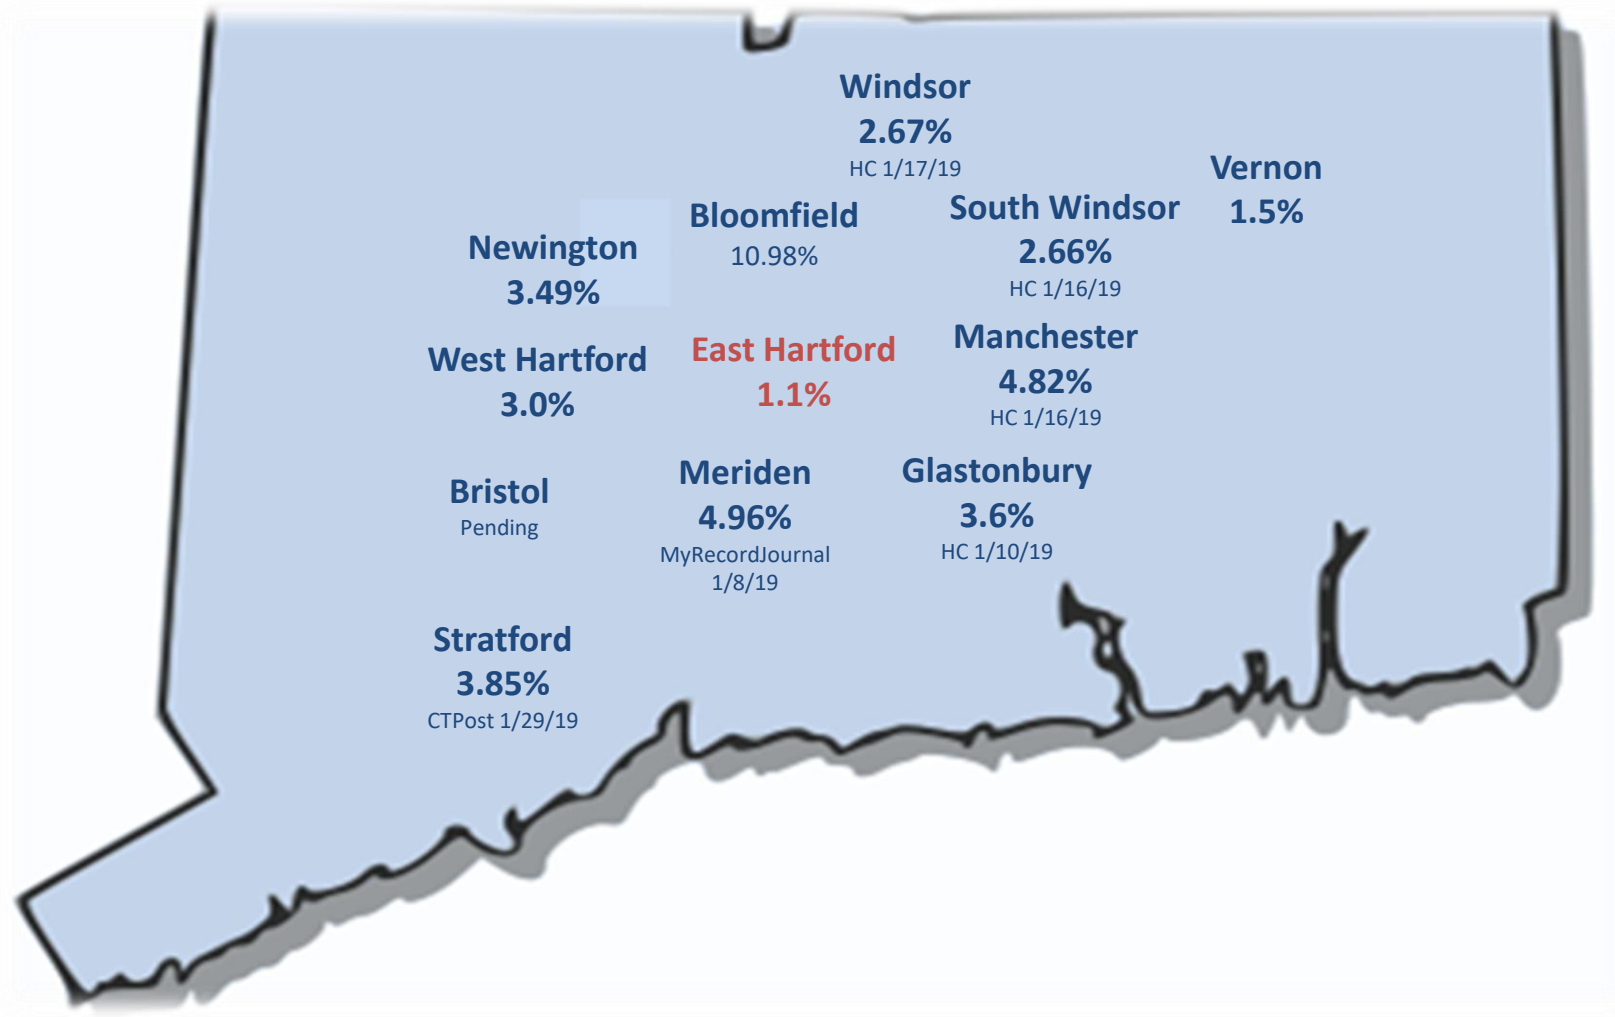 Windsor
2.67%
HC 1/17/19
Vernon
1.5%
Bloomfield
10.98%
South Windsor
2.66%
HC 1/16/19
Newington
3.49%
West Hartford
3.0%
East Hartford
1.1%
Manchester
4.82%
HC 1/16/19
Bristol
Pending
Meriden
4.96%
MyRecordJournal
1/8/19
Glastonbury
3.6%
HC 1/10/19
Stratford
3.85%
CTPost 1/29/19